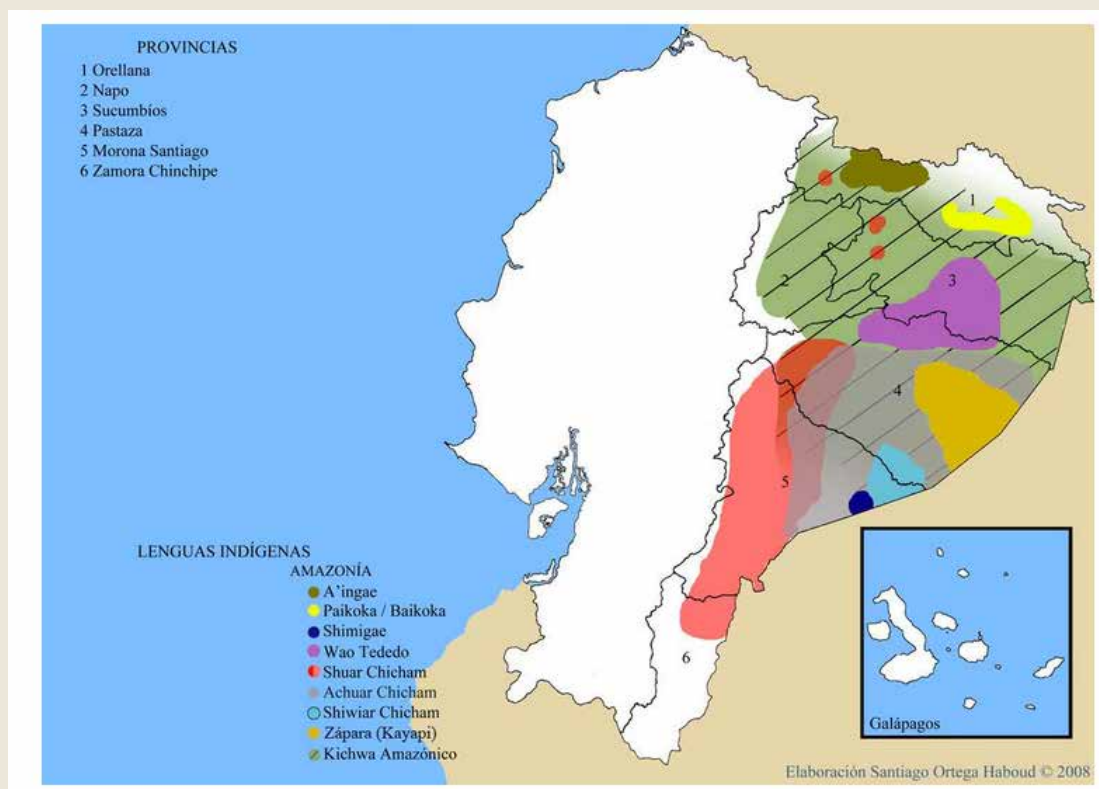 PROVINCIAS
1 Orellana
2 Napo
3 Sucumbíos
4 Pastaza
5 Morona Santiago
6 Zamora Chinchipe
1
2
3
4
5
6
LENGUAS INDÍGENAS
AMAZONÍA
A'ingae
Paikoka / Baikoka
Shimigae
Wao Tededo
Shuar Chicham
Achuar Chicham
Shiwiar Chicham
Zápara (Kayapi)
Kichwa Amazónico
Galápagos
Elaboración Santiago Ortega Haboud © 2008